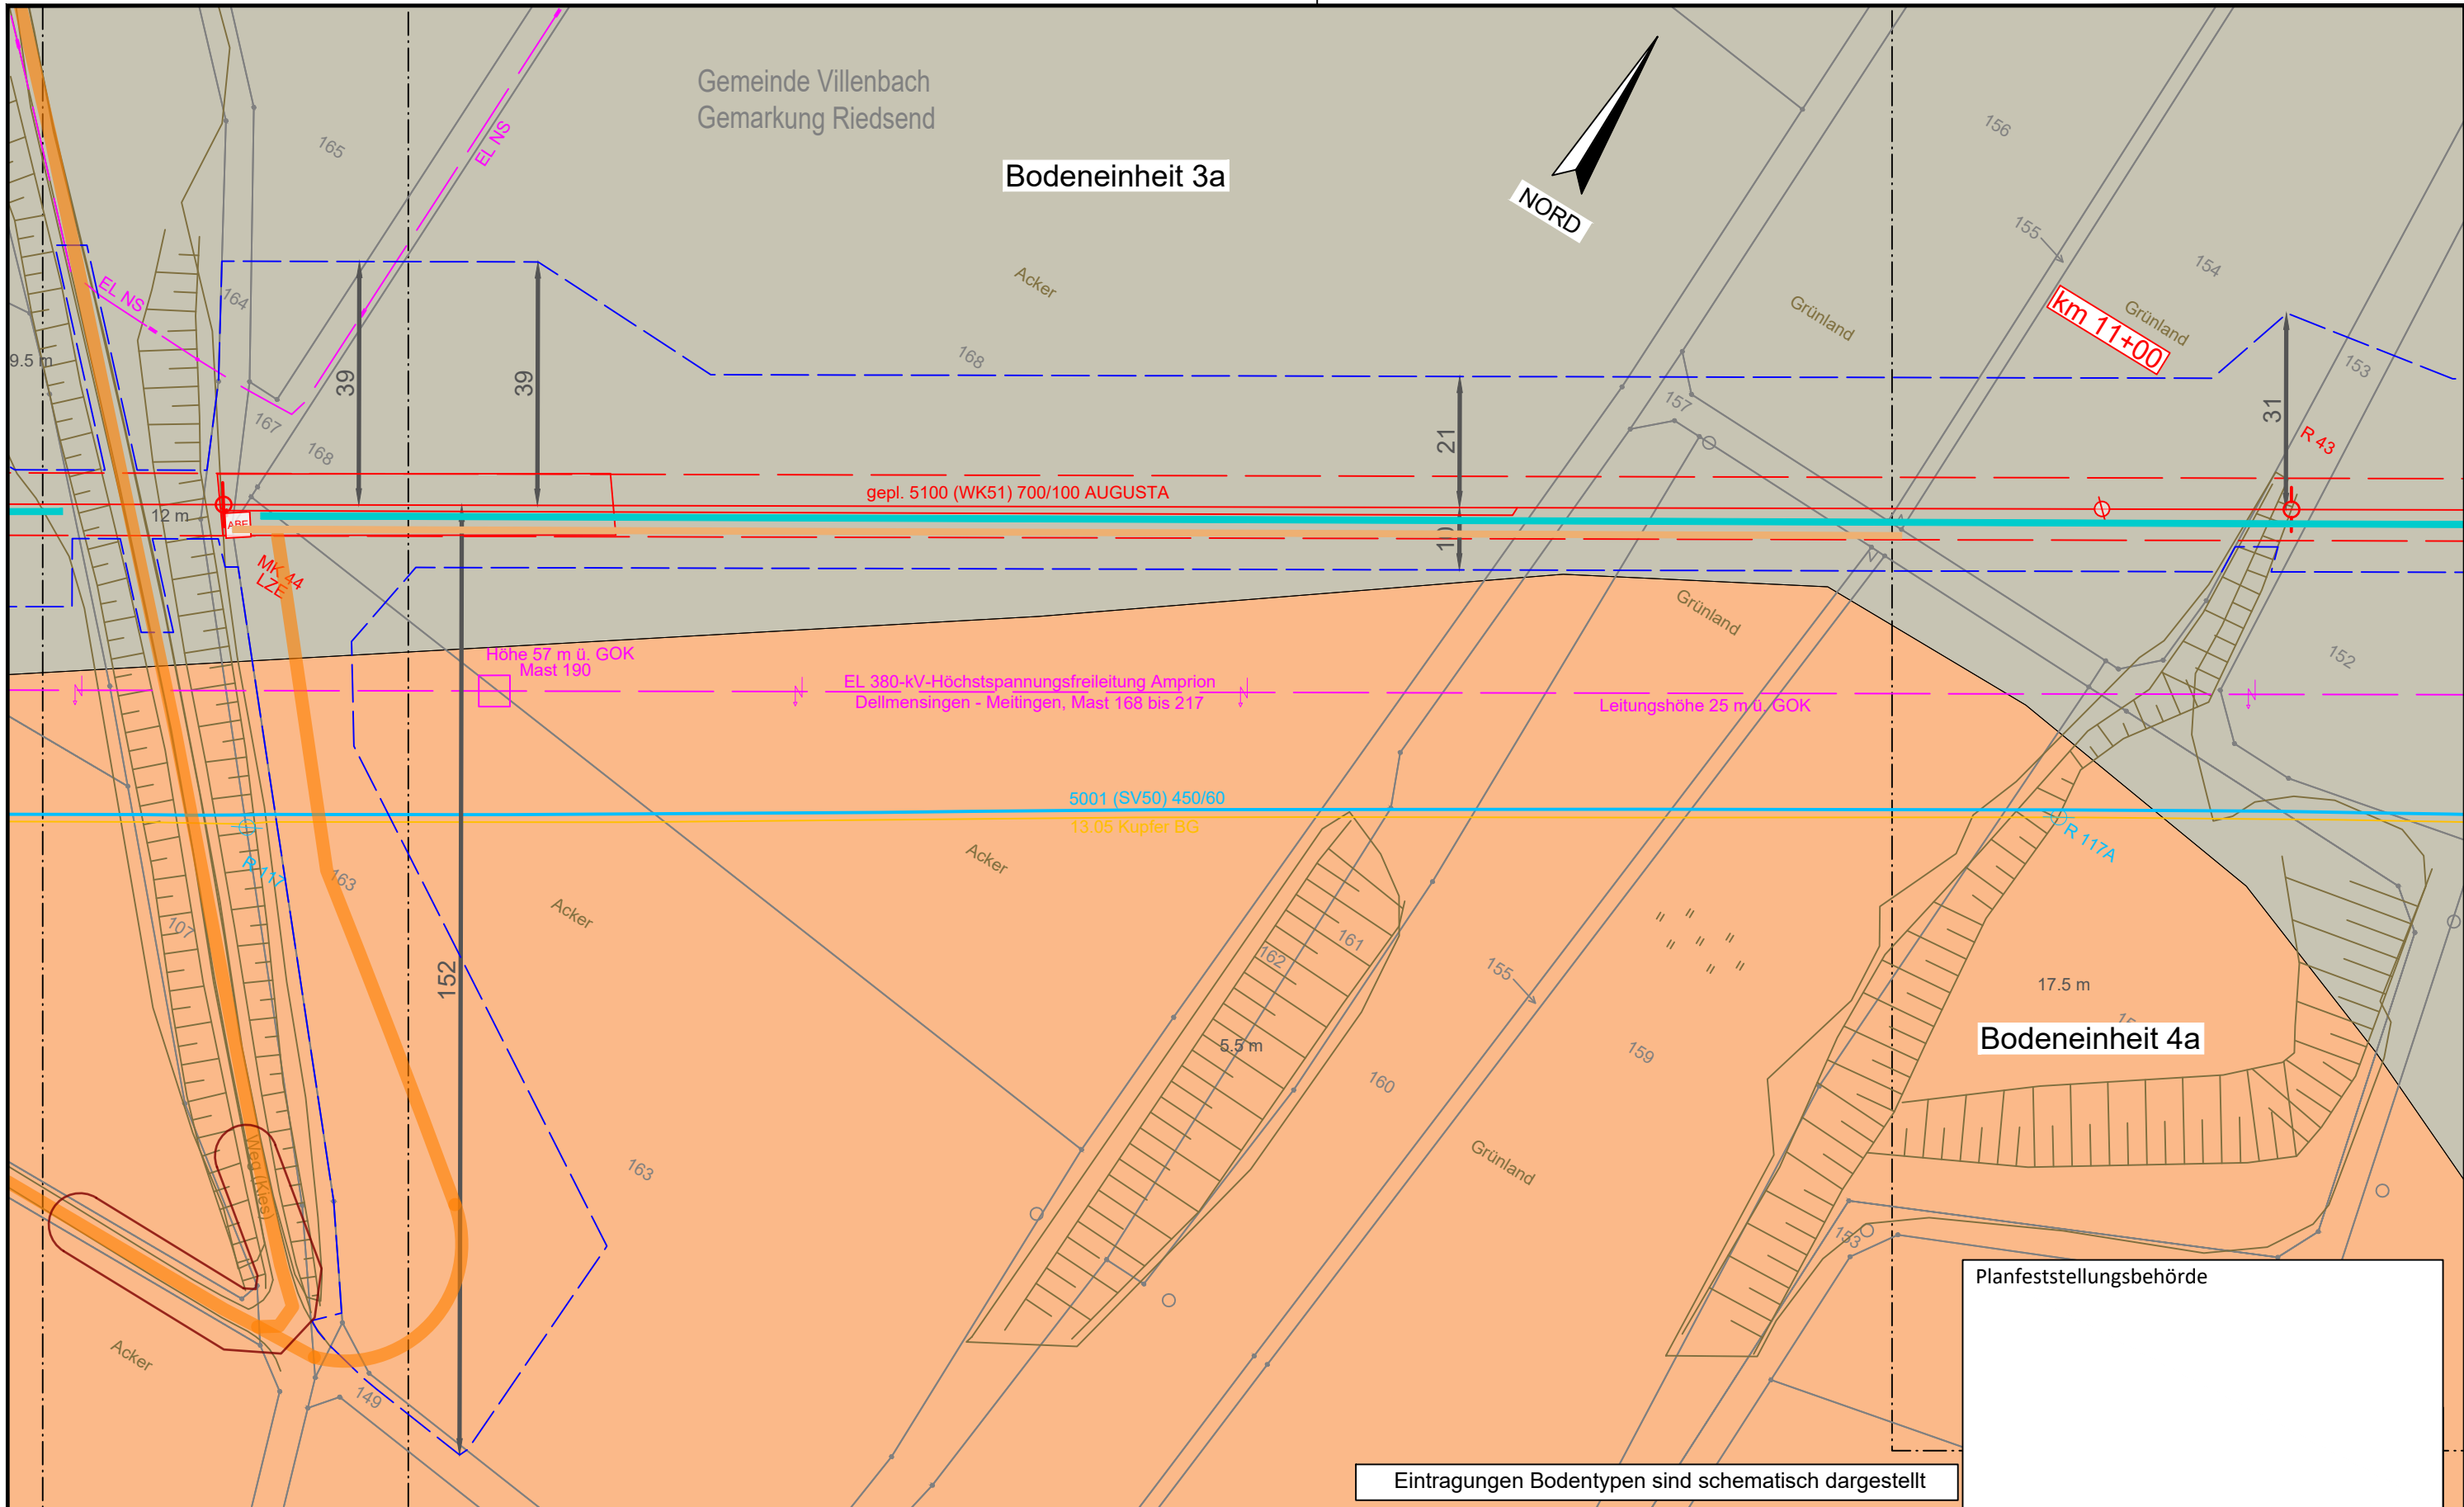 Gemeinde Villenbach
Gemarkung Riedsend
Bodeneinheit 3a
NORD
EL NS
165
156
155
154
Grünland
km 11+00
Acker
Grünland
EL NS
164
9.5 m
168
153
39
39
21
31
157
167
168
R 43
gepl. 5100 (WK51) 700/100 AUGUSTA
12 m
ABE
10
MK 44
LZE
Grünland
152
Höhe 57 m ü. GOK
Mast 190
EL 380-kV-Höchstspannungsfreileitung Amprion
Dellmensingen - Meitingen, Mast 168 bis 217
Leitungshöhe 25 m ü. GOK
5001 (SV50) 450/60
13.05 Kupfer BG
R 117
R 117A
Acker
163
Acker
107
152
161
162
155
17.5 m
Bodeneinheit 4a
5.5 m
159
160
Weg (Kies)
163
Grünland
153
Planfeststellungsbehörde
Acker
149
Eintragungen Bodentypen sind schematisch dargestellt